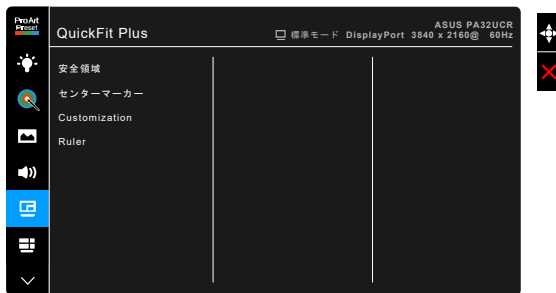 ProArt
Preset
QuickFit Plus
ASUS PA32UCR
標準モード DisplayPort 3840 x 2160@ 60Hz
安全領域
センターマーカー
Customization
Ruler